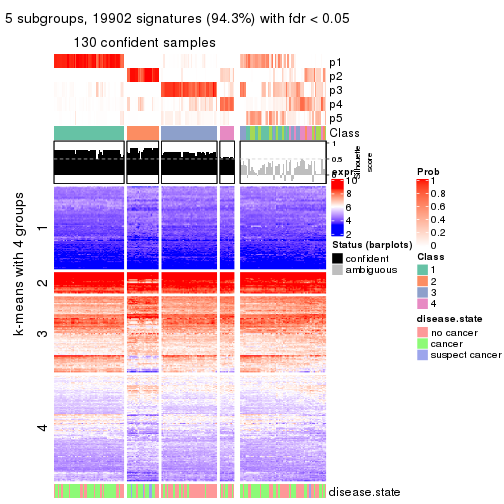 5 subgroups, 19902 signatures (94.3%) with fdr < 0.05
130 confident samples
p1
p2
p3
p4
p5
Class
1
0.5
0
silhouette
score
k-means with 4 groups
1
2
3
4
expr
10
8
6
4
2
Status (barplots)
confident
ambiguous
Prob
1
0.8
0.6
0.4
0.2
0
Class
1
2
3
4
disease.state
no cancer
cancer
suspect cancer
disease.state